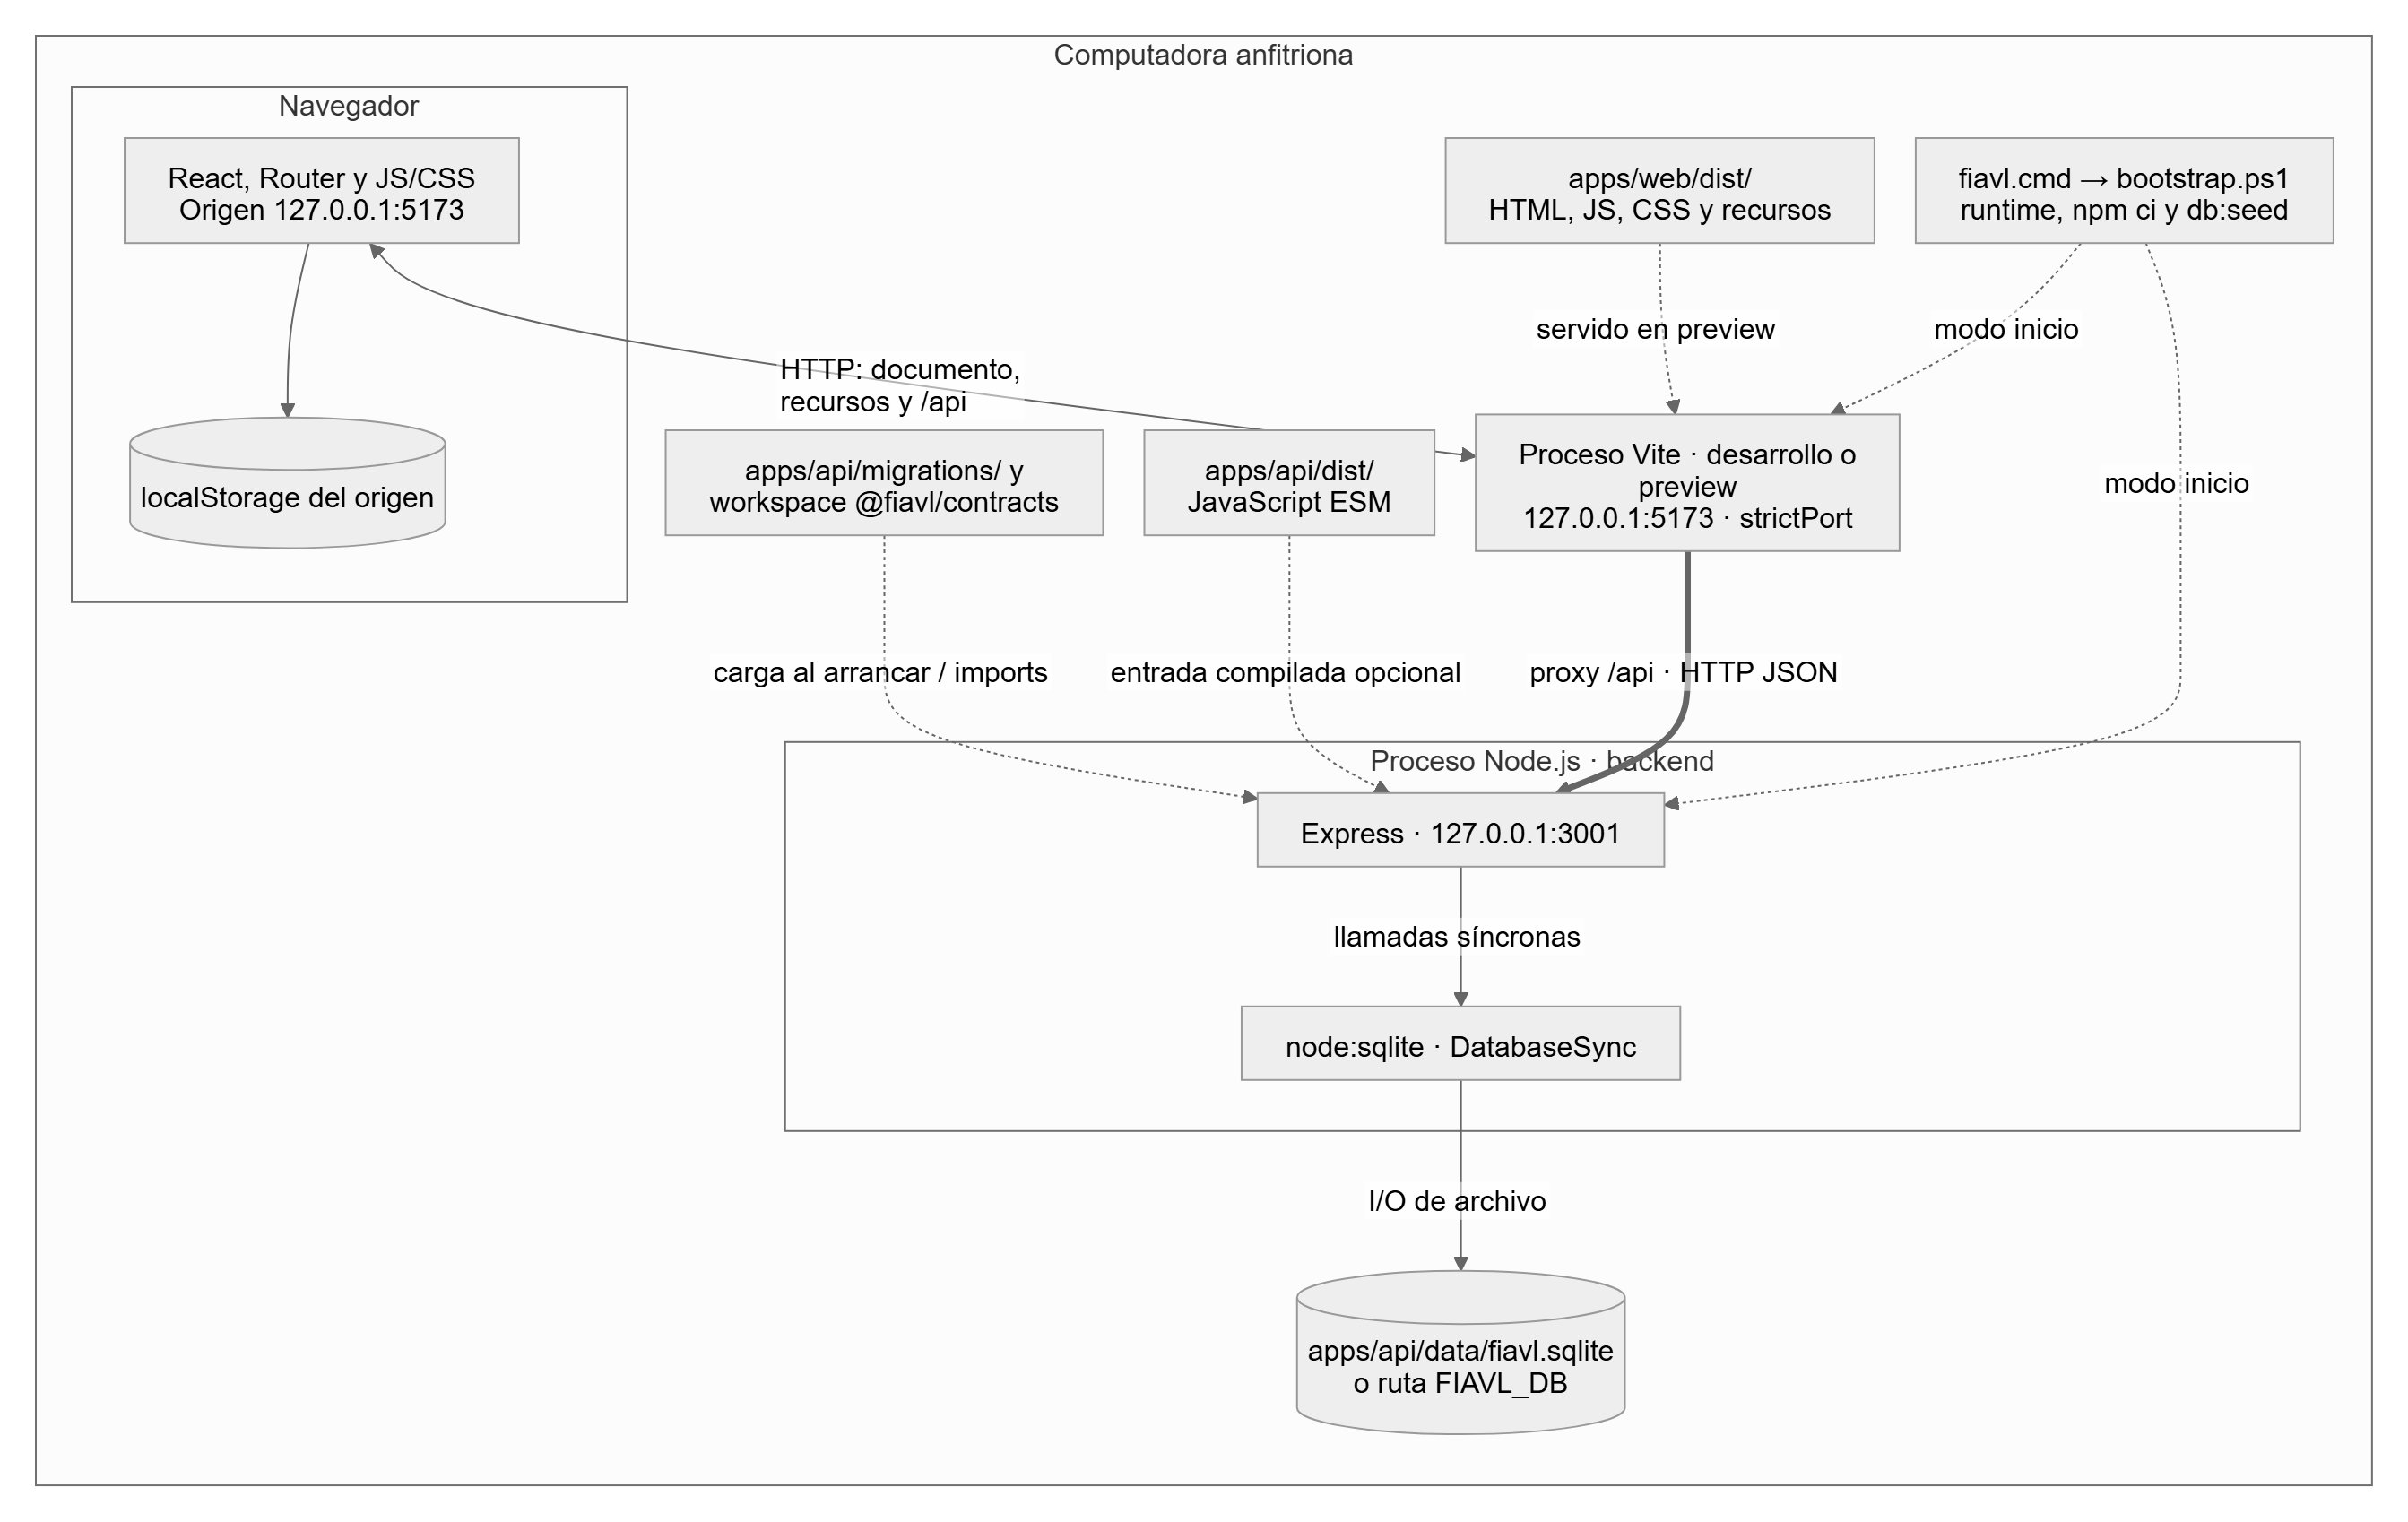 Computadora anfitriona
Navegador
React, Router y JS/CSS
Origen 127.0.0.1:5173
apps/web/dist/
HTML, JS, CSS y recursos
fiavl.cmd → bootstrap.ps1
runtime, npm ci y db:seed
servido en preview
modo inicio
HTTP: documento,
recursos y /api
localStorage del origen
apps/api/migrations/ y
workspace @fiavl/contracts
apps/api/dist/
JavaScript ESM
Proceso Vite · desarrollo o
preview
127.0.0.1:5173 · strictPort
modo inicio
carga al arrancar / imports
entrada compilada opcional
proxy /api · HTTP JSON
Proceso Node.js · backend
Express · 127.0.0.1:3001
llamadas síncronas
node:sqlite · DatabaseSync
I/O de archivo
apps/api/data/fiavl.sqlite
o ruta FIAVL_DB